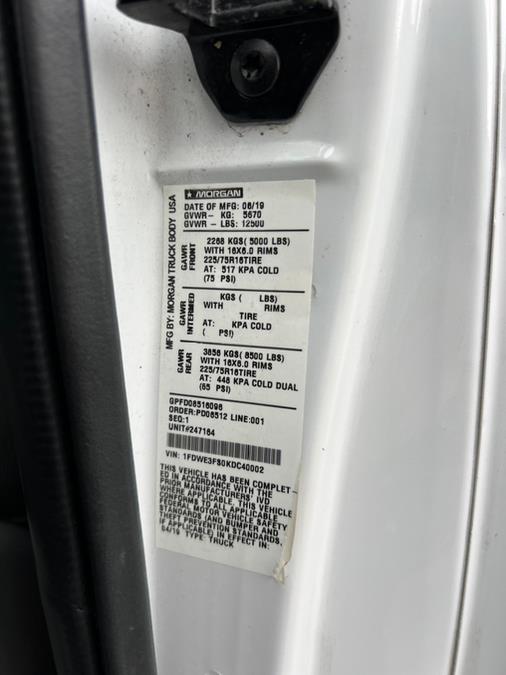 MORGAN
MFG BY: MORGAN TRUCK BODY USA
DATE OF MFG: 06/19
GVWR- KG: 5670
GVWR - LBS: 12500
GAWR FRONT
2268 KGS( 5000 LBS)
WITH 16X6.0 RIMS
225/75R16TIRE
AT: 517 KPA COLD
(75 PSI)
GAWR INTERMED
KGS ( LBS)
WITH RIMS
TIRE
AT: KPA COLD
( PSI)
GAWR REAR
3856 KGS( 8500 LBS)
WITH 16X6.0 RIMS
225/75R16TIRE
AT: 448 KPA COLD DUAL
(65 PSI)
GPFD08516096
ORDER:PD06512 LINE:001
SEQ:1
UNIT#247164
VIN: 1FDWE3FS0KDC40002
THIS VEHICLE HAS BEEN COMPLET-
ED IN ACCORDANCE WITH THE
PRIOR MANUFACTURERS' IVD
WHERE APPLICABLE. THIS VEHICLE
CONFORMS TO ALL APPLICABLE
FEDERAL MOTOR VEHICLE SAFETY
STANDARDS (AND BUMPER AND
THEFT PREVENTION STANDARDS,
IF APPLICABLE) IN EFFECT IN:
04/19 TYPE: TRUCK